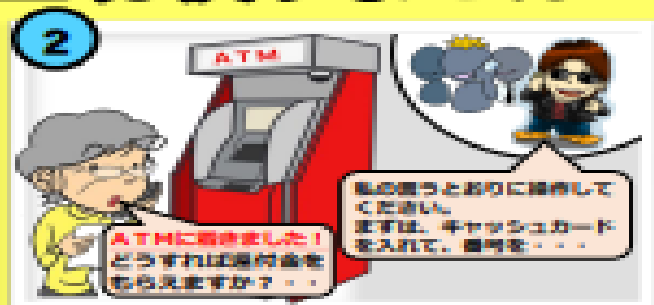 2
ATM
ATMに着きました!
どうすれば還付金を
もらえますか?・・
私の言うとおりに操作して
ください。
まずは、キャッシュカード
を入れて、番号を・・・